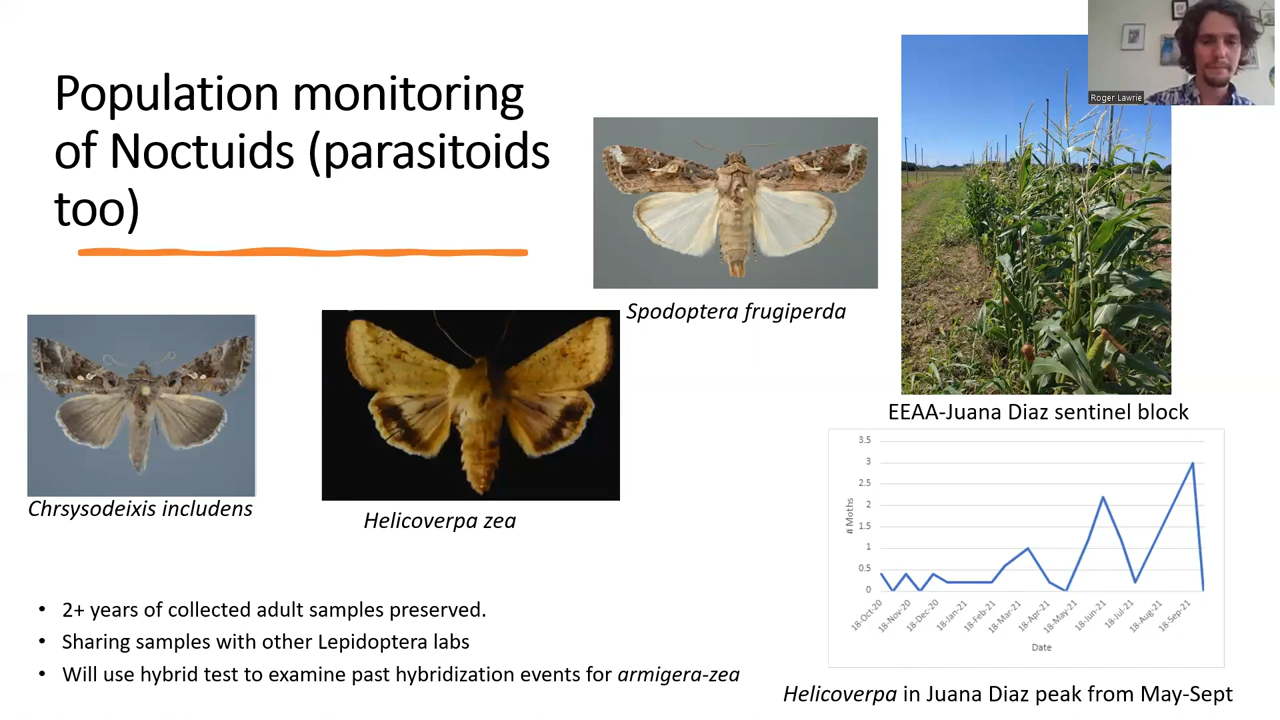 Population monitoring
of Noctuids (parasitoids
too)
Roger Lawrie
Spodoptera frugiperda
Chrsysodeixis includens
Helicoverpa zea
EEAA-Juana Diaz sentinel block
3.5
3
2.5
2
1.5
1
0.5
0
# Moths
18-Oct-20
18-Nov-20
18-Dec-20
18-Jan-21
18-Feb-21
18-Mar-21
18-Apr-21
18-May-21
18-Jun-21
18-Jul-21
18-Aug-21
18-Sep-21
Date
• 2+ years of collected adult samples preserved.
• Sharing samples with other Lepidoptera labs
• Will use hybrid test to examine past hybridization events for armigera-zea
Helicoverpa in Juana Diaz peak from May-Sept